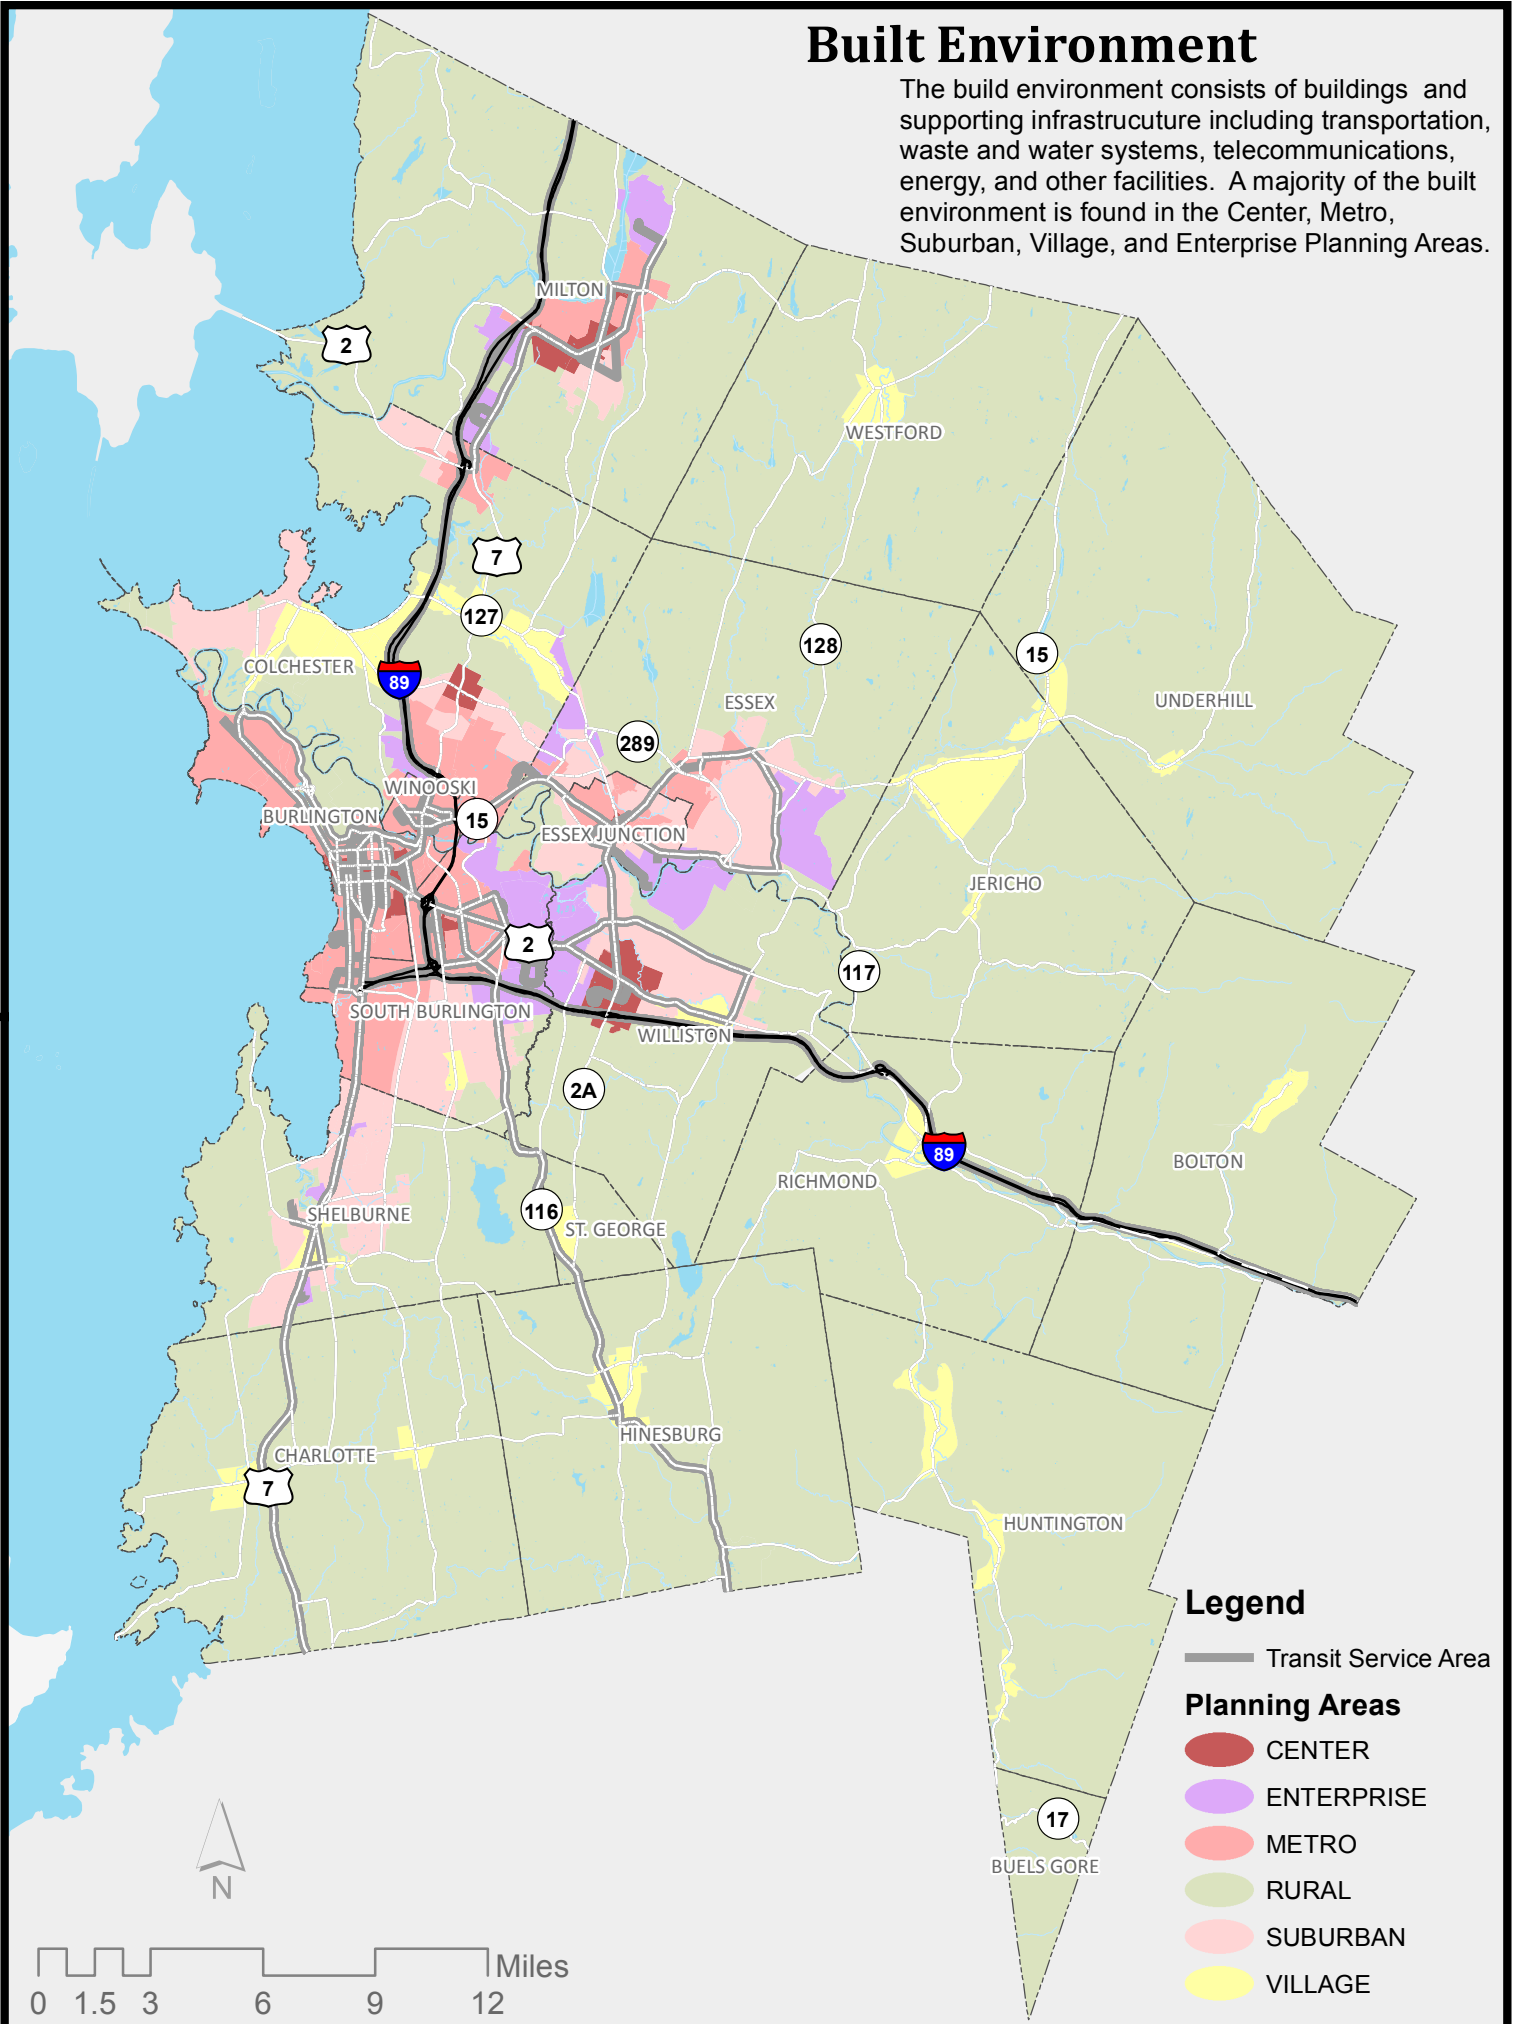 Built Environment
The build environment consists of buildings and
supporting infrastrucuture including transportation,
waste and water systems, telecommunications,
energy, and other facilities. A majority of the built
environment is found in the Center, Metro,
Suburban, Village, and Enterprise Planning Areas.
MILTON
2
WESTFORD
7
127
128
15
COLCHESTER
89
ESSEX
UNDERHILL
289
WINOOSKI
BURLINGTON
15
ESSEX JUNCTION
JERICHO
2
117
SOUTH BURLINGTON
WILLISTON
2A
89
BOLTON
RICHMOND
116
SHELBURNE
ST. GEORGE
HINESBURG
CHARLOTTE
7
HUNTINGTON
17
BUELS GORE
Legend
Transit Service Area
Planning Areas
CENTER
ENTERPRISE
METRO
RURAL
SUBURBAN
VILLAGE
N
Miles
0 1.5 3 6 9 12